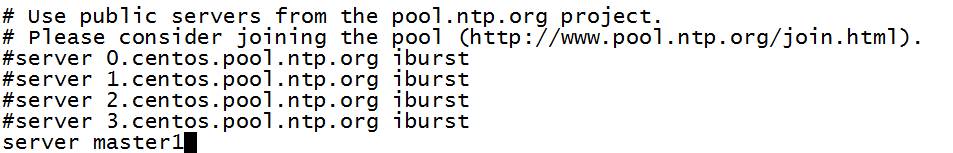 # Use public servers from the pool.ntp.org project.
# Please consider joining the pool (http://www.pool.ntp.org/join.html).
#server 0.centos.pool.ntp.org iburst
#server 1.centos.pool.ntp.org iburst
#server 2.centos.pool.ntp.org iburst
#server 3.centos.pool.ntp.org iburst
server master1